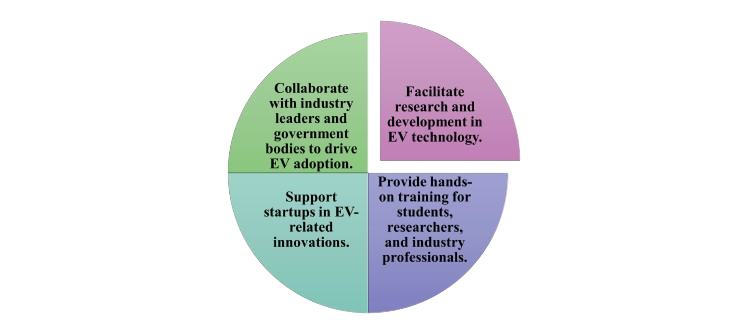 Collaborate
with industry
leaders and
government
bodies to drive
EV adoption.
Facilitate
research and
development in
EV technology.
Support
startups in EV-
related
innovations.
Provide hands-
on training for
students,
researchers,
and industry
professionals.